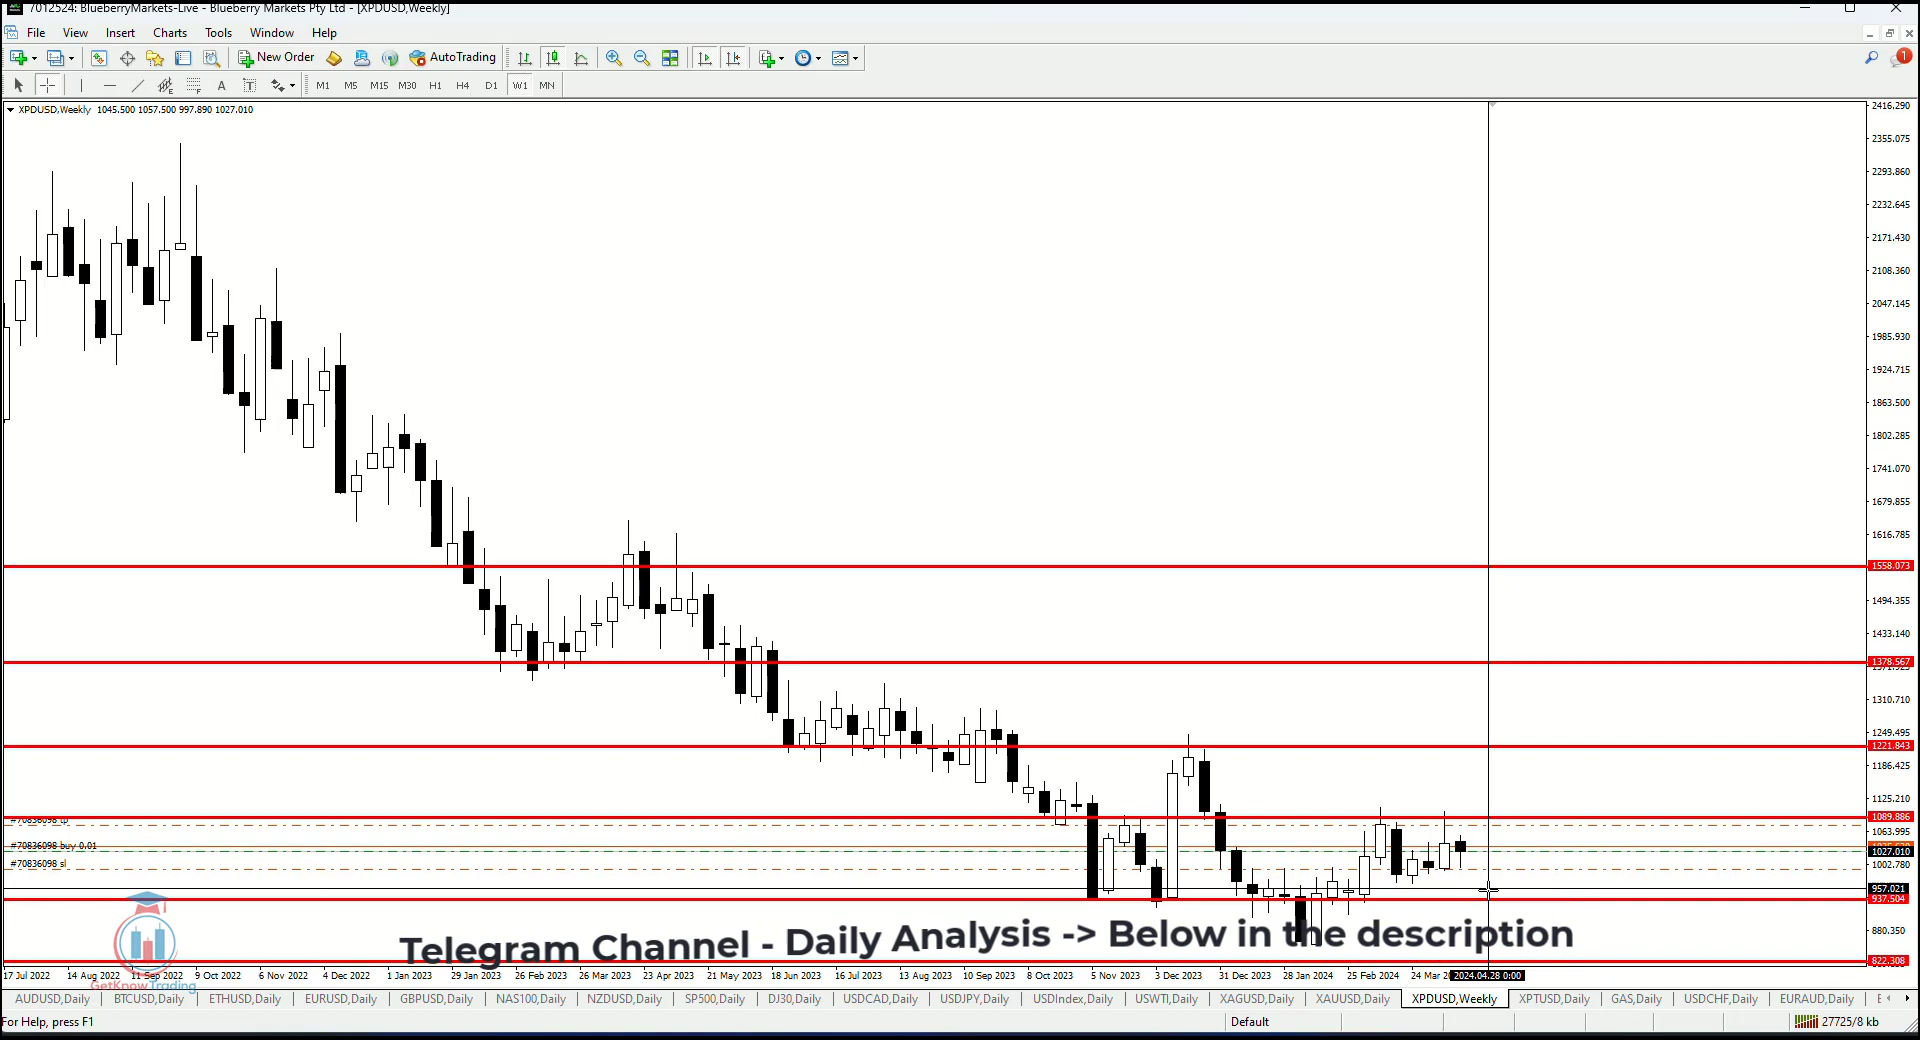 7012524: BlueberryMarkets-Live - Blueberry Markets Pty Ltd - [XPDUSD,Weekly]
File View Insert Charts Tools Window Help
New Order AutoTrading
1
A T M1 M5 M15 M30 H1 H4 D1 W1 MN
XPDUSD,Weekly 1045.500 1057.500 997.890 1027.010
2416.290
2355.075
2293.860
2232.645
2171.430
2108.360
2047.145
1985.930
1924.715
1863.500
1802.285
1741.070
1679.855
1616.785
1558.073
1494.355
1433.140
1378.567
1310.710
1249.495
1221.843
1186.425
1125.210
1089.886
#70836098 tp
1063.995
#70836098 buy 0.01
1027.010
#70836098 sl
1002.780
957.021
937.504
880.350
822.308
Telegram Channel - Daily Analysis -> Below in the description
GetKnowTrading
17 Jul 2022 14 Aug 2022 11 Sep 2022 9 Oct 2022 6 Nov 2022 4 Dec 2022 1 Jan 2023 29 Jan 2023 26 Feb 2023 26 Mar 2023 23 Apr 2023 21 May 2023 18 Jun 2023 16 Jul 2023 13 Aug 2023 10 Sep 2023 8 Oct 2023 5 Nov 2023 3 Dec 2023 31 Dec 2023 28 Jan 2024 25 Feb 2024 24 Mar 2024.04.28 0:00
AUDUSD,Daily BTCUSD,Daily ETHUSD,Daily EURUSD,Daily GBPUSD,Daily NAS100,Daily NZDUSD,Daily SP500,Daily DJ30,Daily USDCAD,Daily USDJPY,Daily USDIndex,Daily USWTI,Daily XAGUSD,Daily XAUUSD,Daily XPDUSD,Weekly XPTUSD,Daily GAS,Daily USDCHF,Daily EURAUD,Daily
For Help, press F1 Default 27725/8 kb